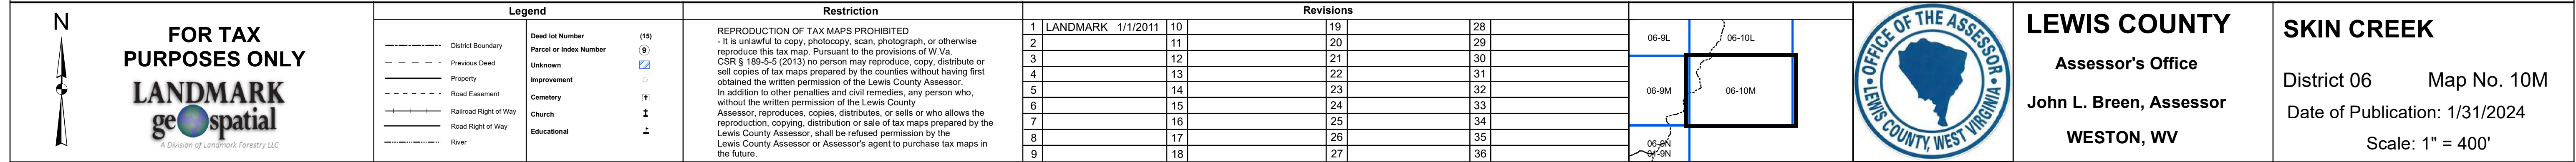 N
FOR TAX
PURPOSES ONLY
LANDMARK
geospatial
A Division of Landmark Forestry LLC
Legend
District Boundary
Previous Deed
Property
Road Easement
Railroad Right of Way
Road Right of Way
River
Deed lot Number (15)
Parcel or Index Number 9
Unknown
Improvement
Cemetery
Church
Educational
Restriction
REPRODUCTION OF TAX MAPS PROHIBITED
- It is unlawful to copy, photocopy, scan, photograph, or otherwise
reproduce this tax map. Pursuant to the provisions of W.Va.
CSR § 189-5-5 (2013) no person may reproduce, copy, distribute or
sell copies of tax maps prepared by the counties without having first
obtained the written permission of the Lewis County Assessor.
In addition to other penalties and civil remedies, any person who,
without the written permission of the Lewis County
Assessor, reproduces, copies, distributes, or sells or who allows the
reproduction, copying, distribution or sale of tax maps prepared by the
Lewis County Assessor, shall be refused permission by the
Lewis County Assessor or Assessor's agent to purchase tax maps in
the future.
Revisions
1 LANDMARK 1/1/2011 10 19 28
2 11 20 29
3 12 21 30
4 13 22 31
5 14 23 32
6 15 24 33
7 16 25 34
8 17 26 35
9 18 27 36
06-9L 06-10L
06-9M 06-10M
06-9N
01-9N
OFFICE OF THE ASSESSOR
LEWIS COUNTY, WEST VIRGINIA
LEWIS COUNTY
Assessor's Office
John L. Breen, Assessor
WESTON, WV
SKIN CREEK
District 06 Map No. 10M
Date of Publication: 1/31/2024
Scale: 1" = 400'